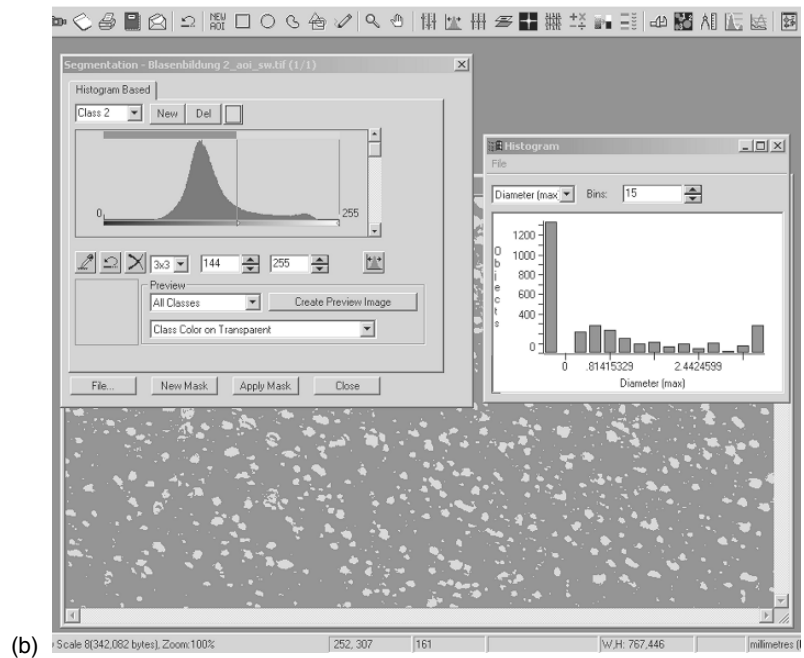 NEW
AOI
Segmentation - Blasenbildung 2_aoi_sw.tif (1/1)
Histogram Based
Class 2 New Del
0 255
3x3 144 255
Preview
All Classes Create Preview Image
Class Color on Transparent
File... New Mask Apply Mask Close
Histogram
File
Diameter (max) Bins: 15
1200
1000
800
600
400
200
0
Objects
0 .81415329 2.4424599
Diameter (max)
(b)
Scale 8(342,082 bytes), Zoom:100% 252, 307 161 W,H: 767,446 millimetres (